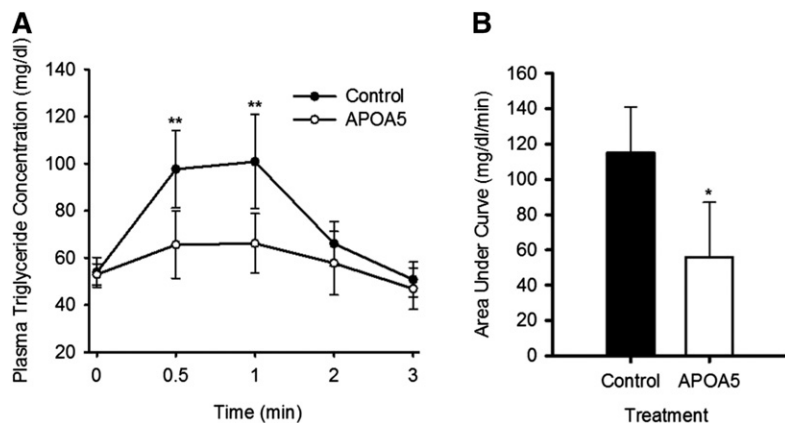 A
Plasma Triglyceride Concentration (mg/dl)
140
120
100
80
60
40
20
**
**
Control
APOA5
0
0.5
1
2
3
Time (min)
B
Area Under Curve (mg/dl/min)
160
140
120
100
80
60
40
20
0
*
Control
APOA5
Treatment